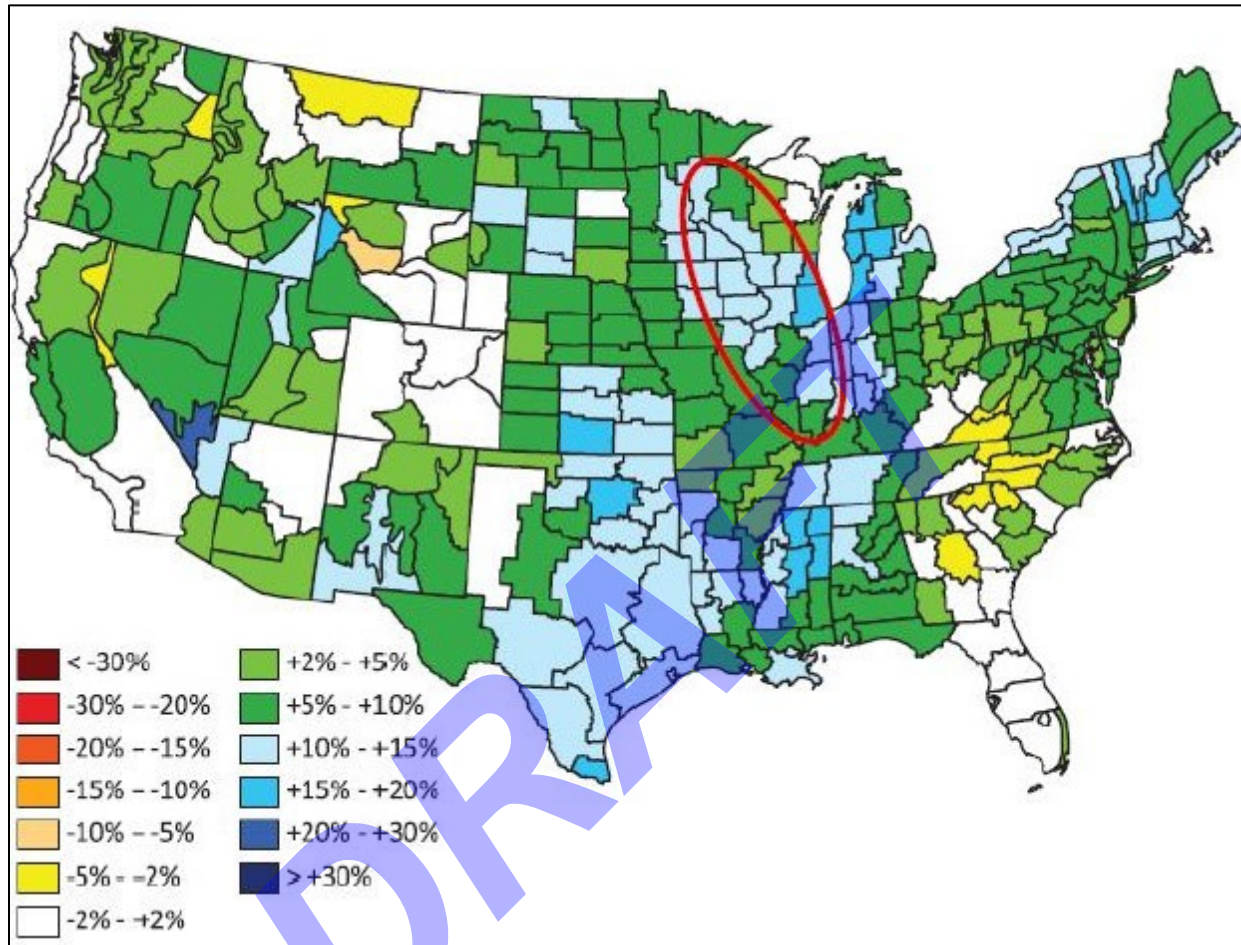 < -30%
-30% - -20%
-20% - -15%
-15% - -10%
-10% - -5%
-5% - -2%
-2% - +2%
+2% - +5%
+5% - +10%
+10% - +15%
+15% - +20%
+20% - +30%
> +30%
DRAFT